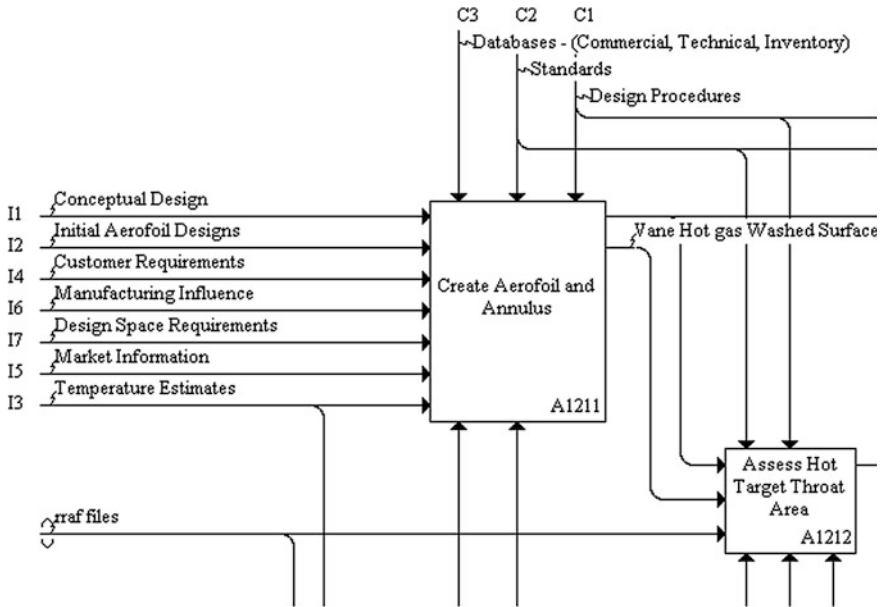 C3 C2 C1
Databases - (Commercial, Technical, Inventory)
Standards
Design Procedures
I1 Conceptual Design
I2 Initial Aerofoil Designs
I4 Customer Requirements
I6 Manufacturing Influence
I7 Design Space Requirements
I5 Market Information
I3 Temperature Estimates
Create Aerofoil and
Annulus
A1211
Vane Hot gas Washed Surface
rraf files
Assess Hot
Target Throat
Area
A1212